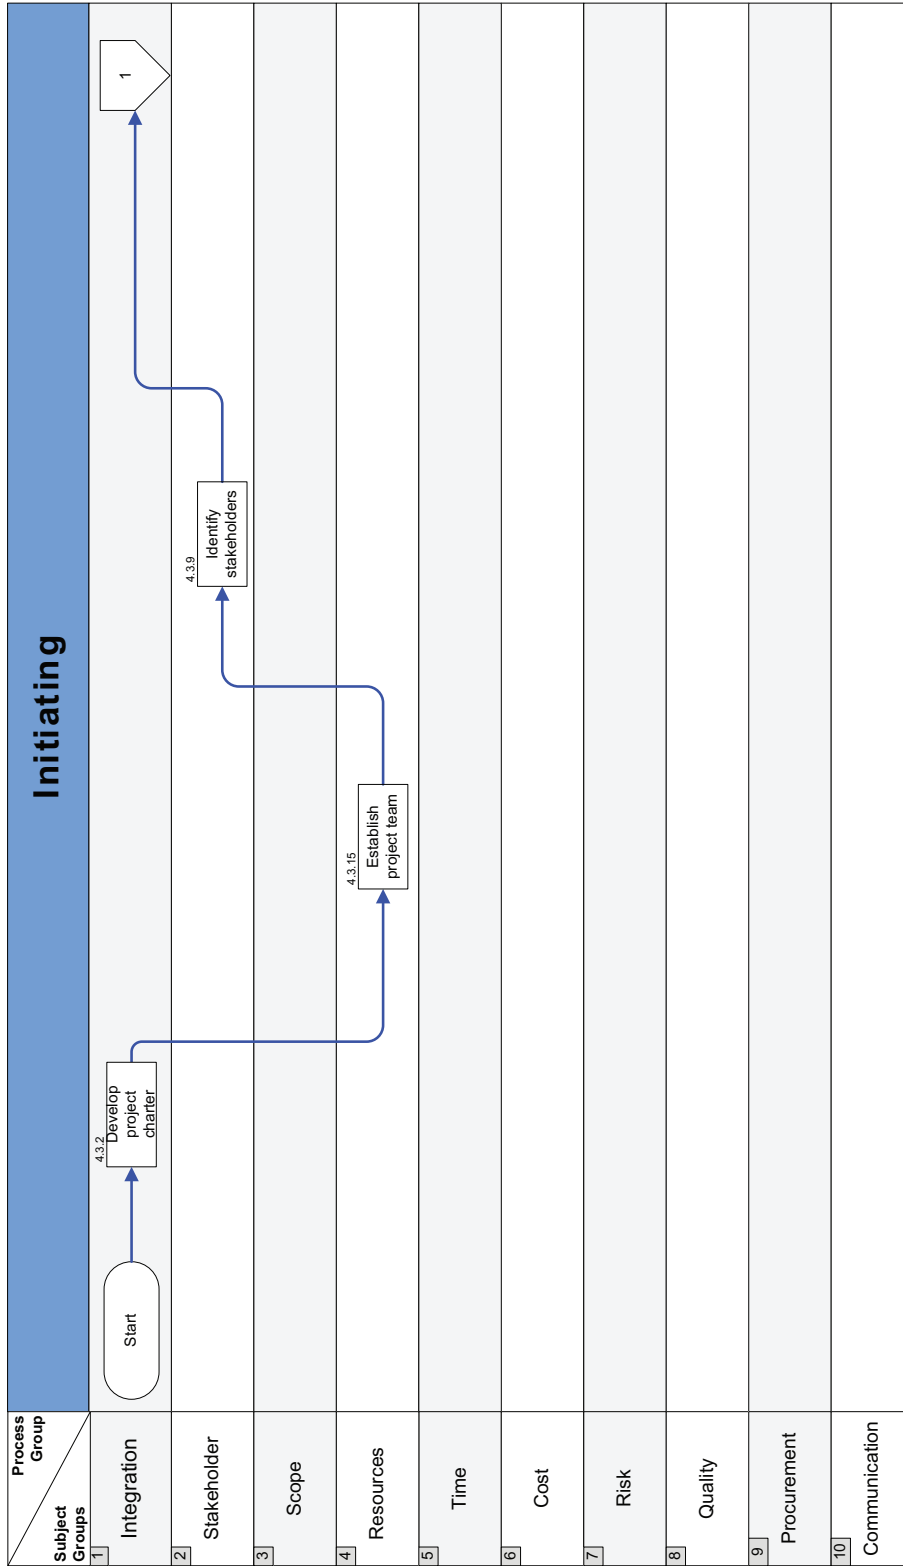 Process
Group
Subject
Groups
Initiating
1
Integration
Start
4.3.2
Develop
project
charter
1
2
Stakeholder
4.3.9
Identify
stakeholders
3
Scope
4
Resources
4.3.15
Establish
project team
5
Time
6
Cost
7
Risk
8
Quality
9
Procurement
10
Communication